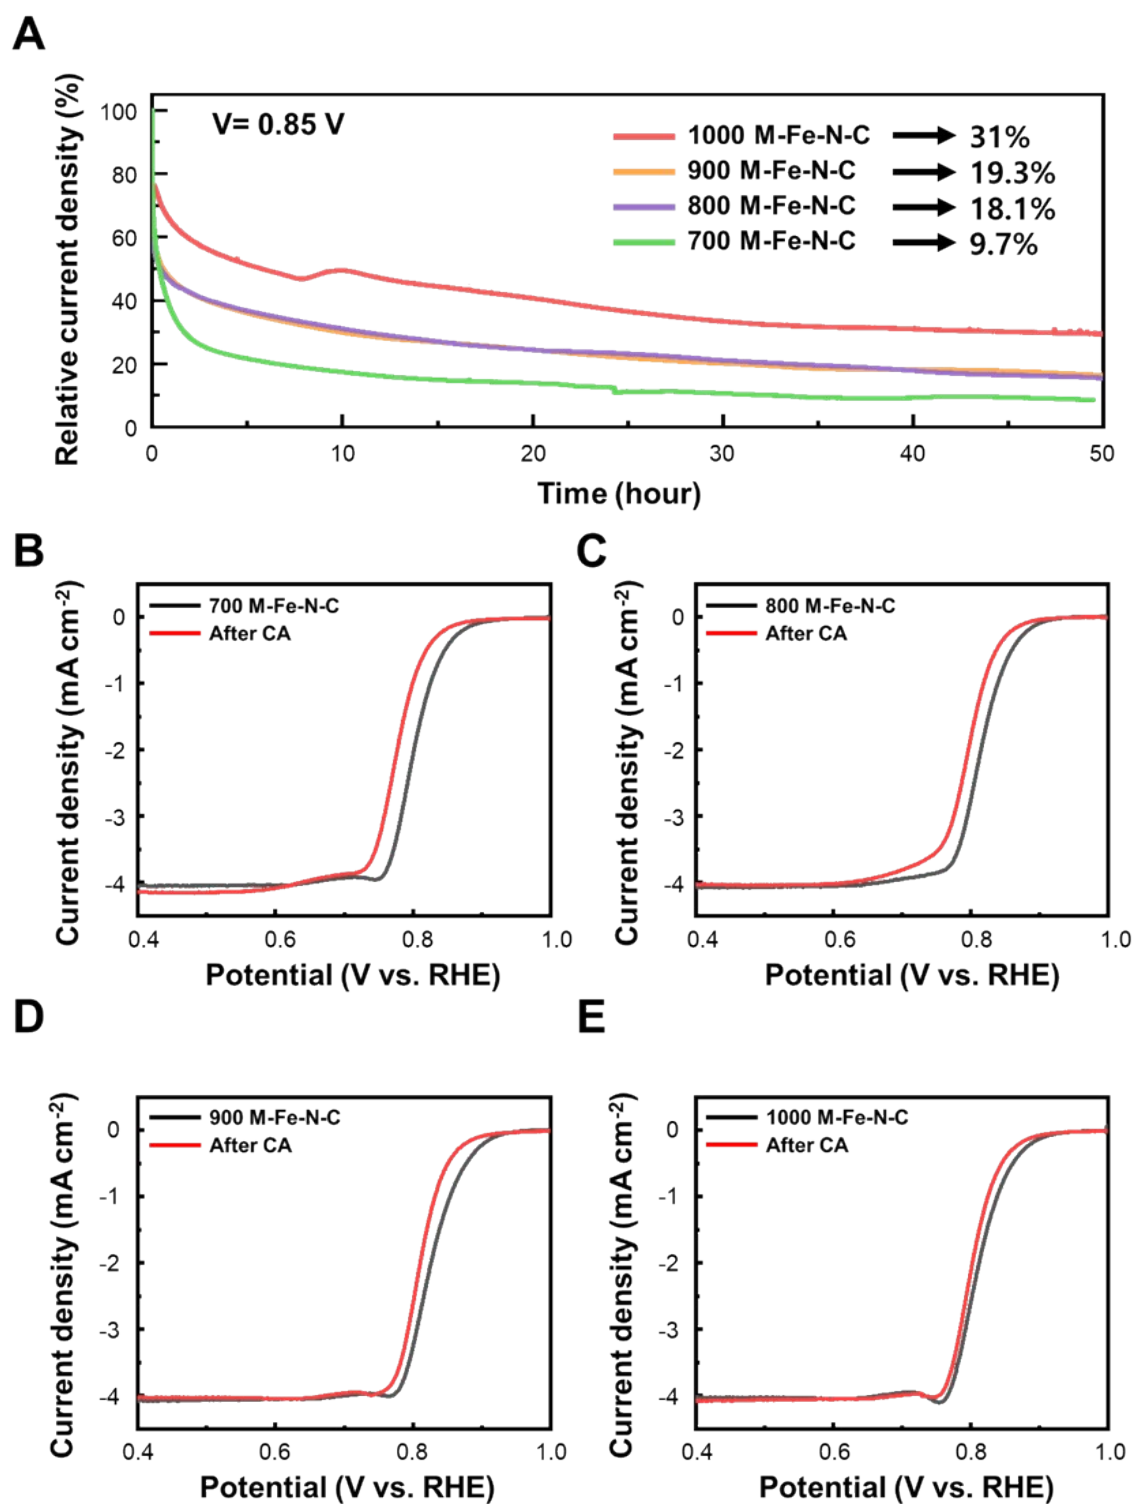 A
Relative current density (%)
100
80
60
40
20
0
V= 0.85 V
1000 M-Fe-N-C 31%
900 M-Fe-N-C 19.3%
800 M-Fe-N-C 18.1%
700 M-Fe-N-C 9.7%
0 10 20 30 40 50
Time (hour)
B
Current density (mA cm-2)
0
-1
-2
-3
-4
700 M-Fe-N-C
After CA
0.4 0.6 0.8 1.0
Potential (V vs. RHE)
C
Current density (mA cm-2)
0
-1
-2
-3
-4
800 M-Fe-N-C
After CA
0.4 0.6 0.8 1.0
Potential (V vs. RHE)
D
Current density (mA cm-2)
0
-1
-2
-3
-4
900 M-Fe-N-C
After CA
0.4 0.6 0.8 1.0
Potential (V vs. RHE)
E
Current density (mA cm-2)
0
-1
-2
-3
-4
1000 M-Fe-N-C
After CA
0.4 0.6 0.8 1.0
Potential (V vs. RHE)